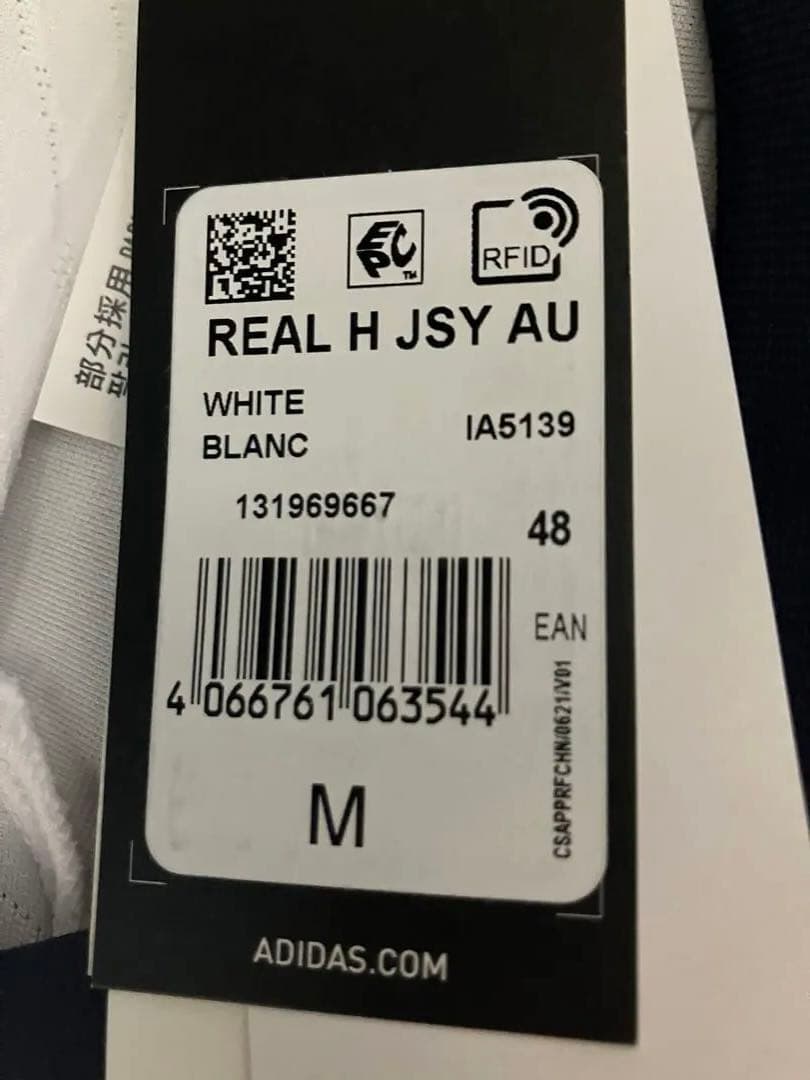 部分採用
EPC™
RFID
REAL H JSY AU
WHITE
BLANC
IA5139
131969667
48
EAN
4 066761 063544
CSAPPRFCHN/0621/V01
M
ADIDAS.COM